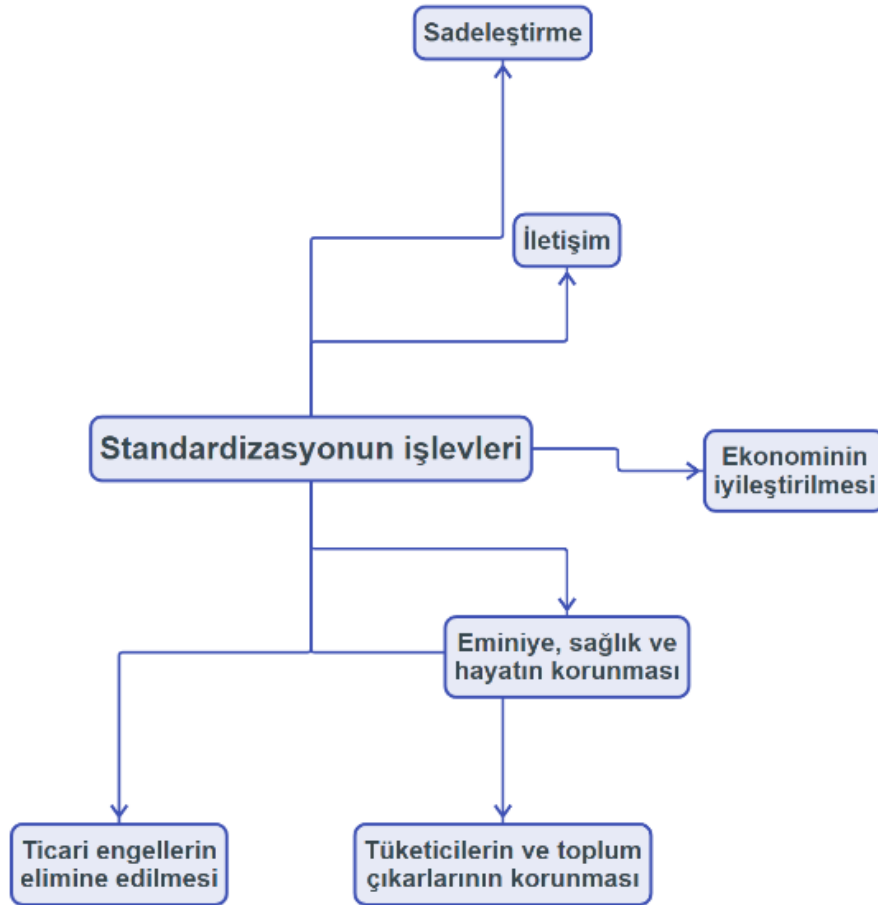 Sadeleştirme
İletişim
Standardizasyonun işlevleri
Ekonominin
iyileştirilmesi
Eminiye, sağlık ve
hayatın korunması
Ticari engellerin
elimine edilmesi
Tüketicilerin ve toplum
çıkarlarının korunması